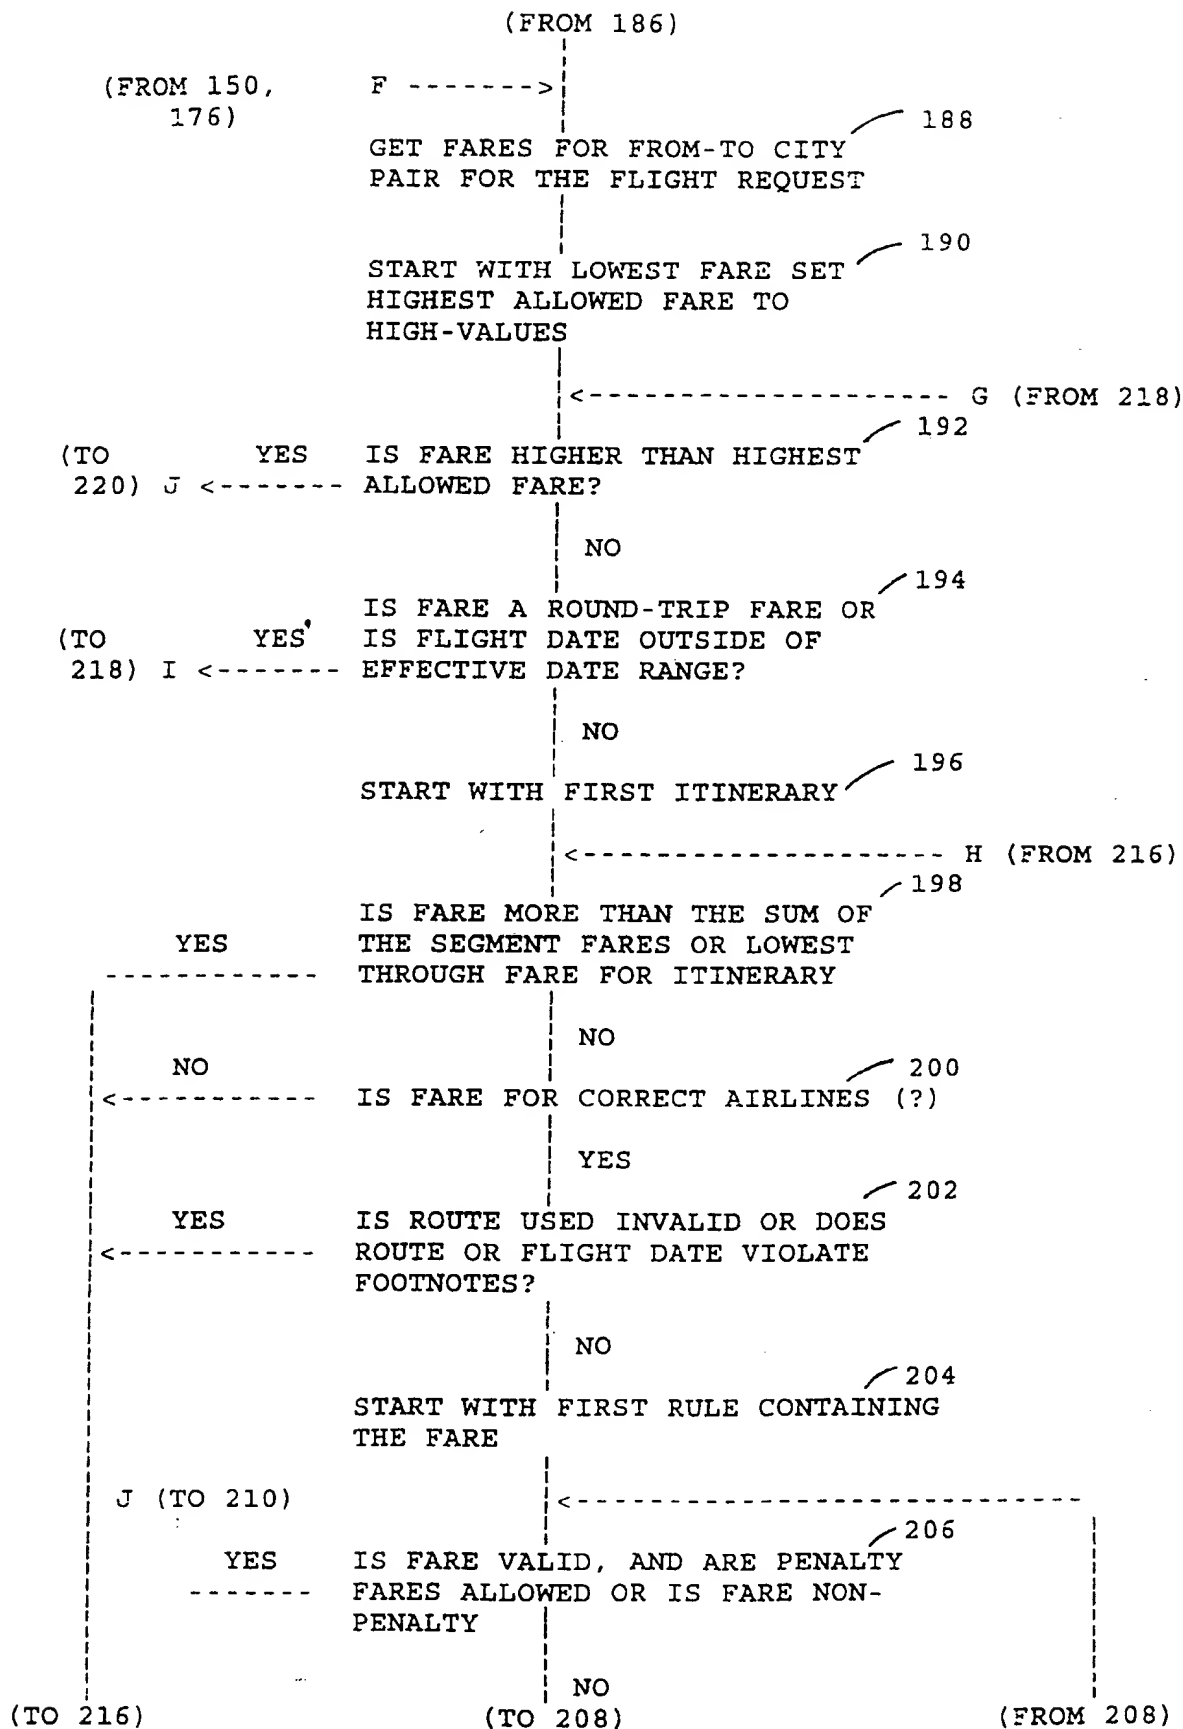 (FROM 186)
(FROM 150, F ------->
176)
188
GET FARES FOR FROM-TO CITY
PAIR FOR THE FLIGHT REQUEST
190
START WITH LOWEST FARE SET
HIGHEST ALLOWED FARE TO
HIGH-VALUES
<--------------------- G (FROM 218)
192
(TO YES IS FARE HIGHER THAN HIGHEST
220) J <------- ALLOWED FARE?
NO
194
IS FARE A ROUND-TRIP FARE OR
(TO YES IS FLIGHT DATE OUTSIDE OF
218) I <------- EFFECTIVE DATE RANGE?
NO
196
START WITH FIRST ITINERARY
<--------------------- H (FROM 216)
198
IS FARE MORE THAN THE SUM OF
YES THE SEGMENT FARES OR LOWEST
------------ THROUGH FARE FOR ITINERARY
NO
NO
200
<------------ IS FARE FOR CORRECT AIRLINES (?)
YES
202
YES IS ROUTE USED INVALID OR DOES
<----------- ROUTE OR FLIGHT DATE VIOLATE
FOOTNOTES?
NO
204
START WITH FIRST RULE CONTAINING
THE FARE
J (TO 210) <-----------------------------
206
YES IS FARE VALID, AND ARE PENALTY
------- FARES ALLOWED OR IS FARE NON-
PENALTY
NO
(TO 216) (TO 208) (FROM 208)